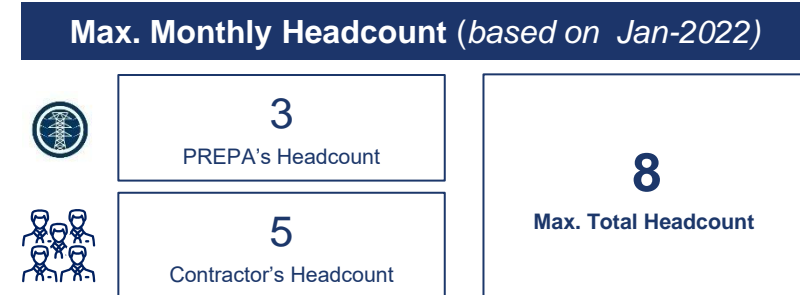 Max. Monthly Headcount (based on Jan-2022)
3
PREPA's Headcount
8
Max. Total Headcount
5
Contractor's Headcount